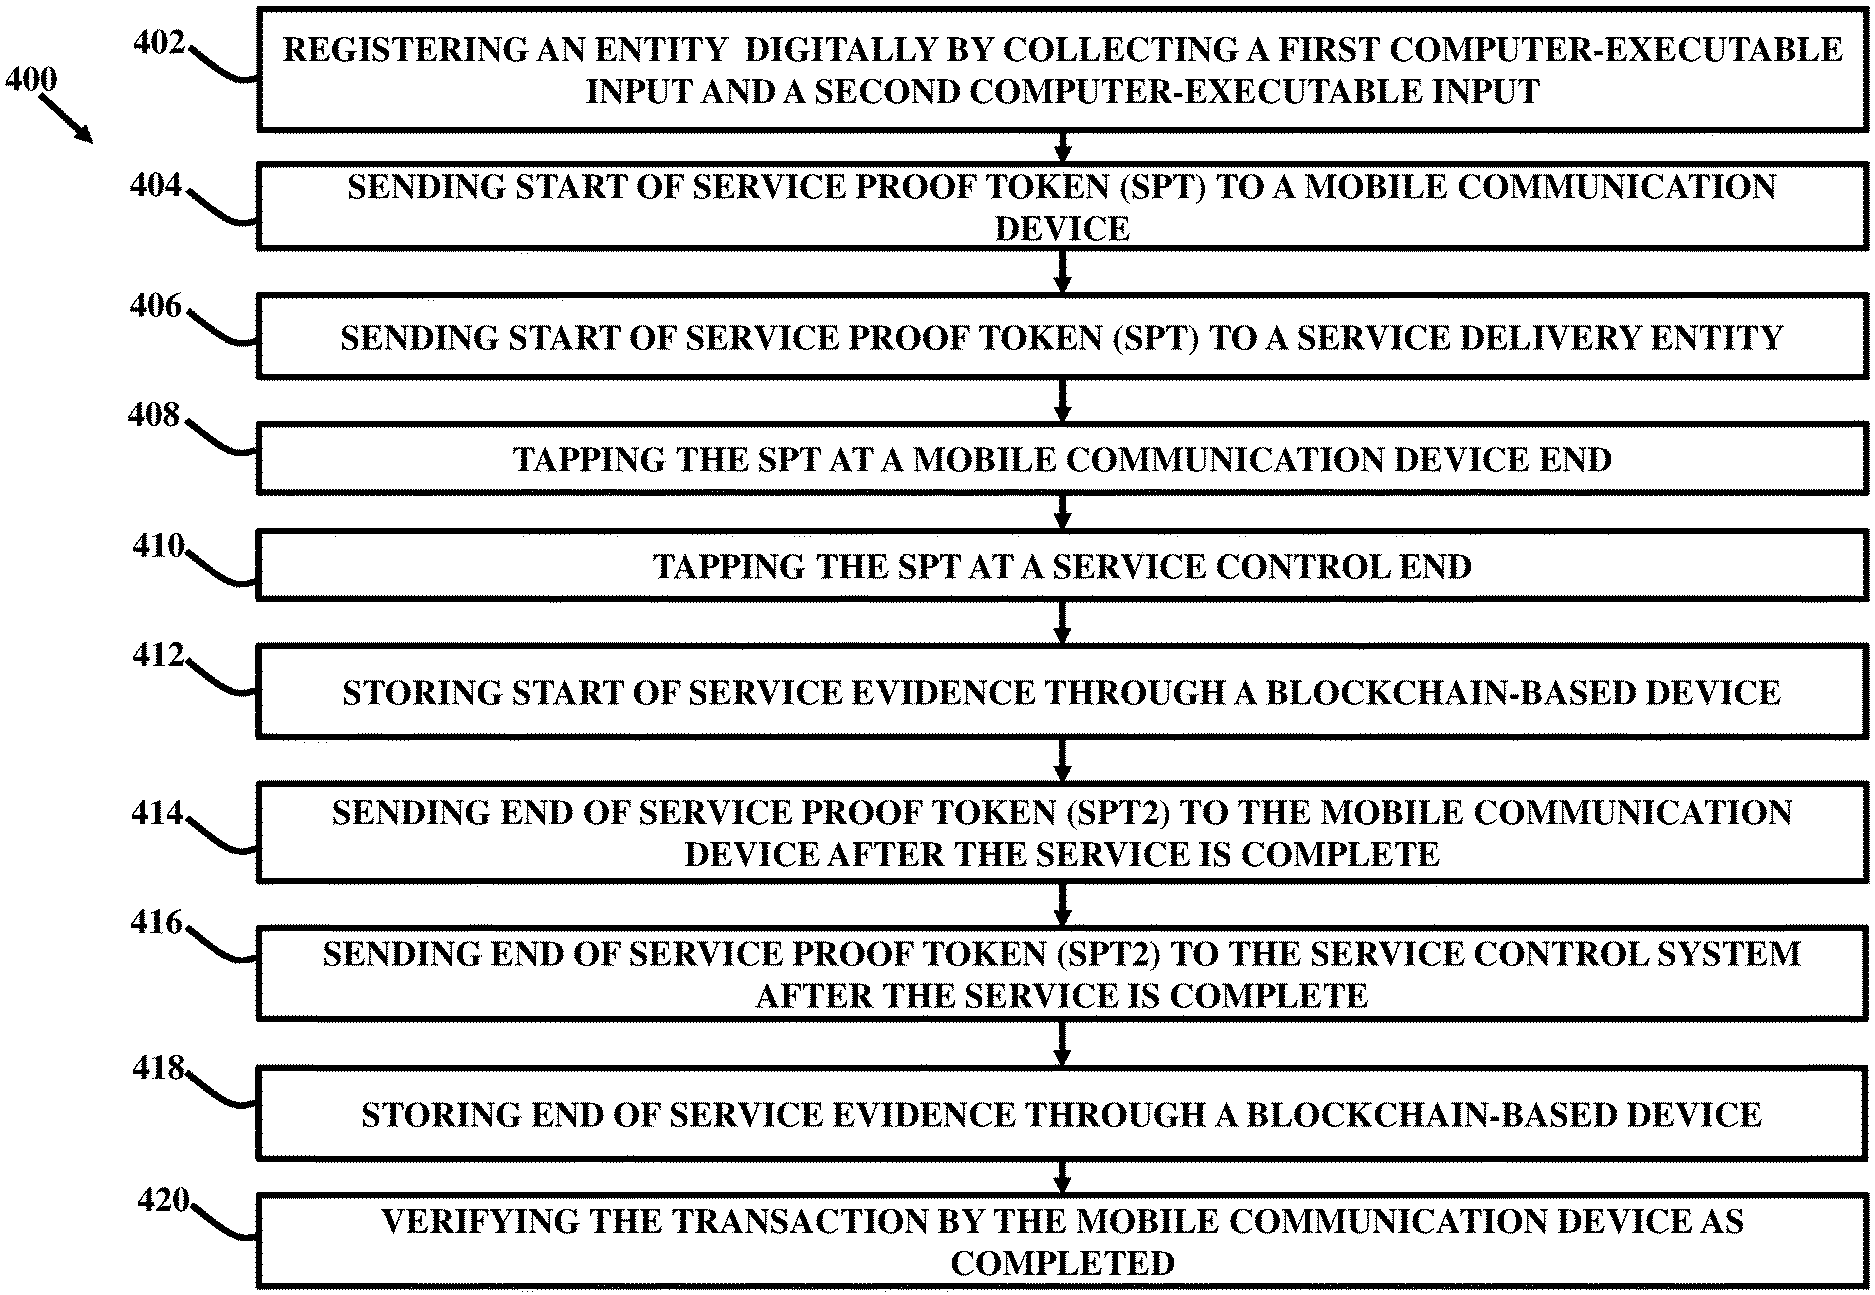 400
402
REGISTERING AN ENTITY DIGITALLY BY COLLECTING A FIRST COMPUTER-EXECUTABLE
INPUT AND A SECOND COMPUTER-EXECUTABLE INPUT
404
SENDING START OF SERVICE PROOF TOKEN (SPT) TO A MOBILE COMMUNICATION
DEVICE
406
SENDING START OF SERVICE PROOF TOKEN (SPT) TO A SERVICE DELIVERY ENTITY
408
TAPPING THE SPT AT A MOBILE COMMUNICATION DEVICE END
410
TAPPING THE SPT AT A SERVICE CONTROL END
412
STORING START OF SERVICE EVIDENCE THROUGH A BLOCKCHAIN-BASED DEVICE
414
SENDING END OF SERVICE PROOF TOKEN (SPT2) TO THE MOBILE COMMUNICATION
DEVICE AFTER THE SERVICE IS COMPLETE
416
SENDING END OF SERVICE PROOF TOKEN (SPT2) TO THE SERVICE CONTROL SYSTEM
AFTER THE SERVICE IS COMPLETE
418
STORING END OF SERVICE EVIDENCE THROUGH A BLOCKCHAIN-BASED DEVICE
420
VERIFYING THE TRANSACTION BY THE MOBILE COMMUNICATION DEVICE AS
COMPLETED